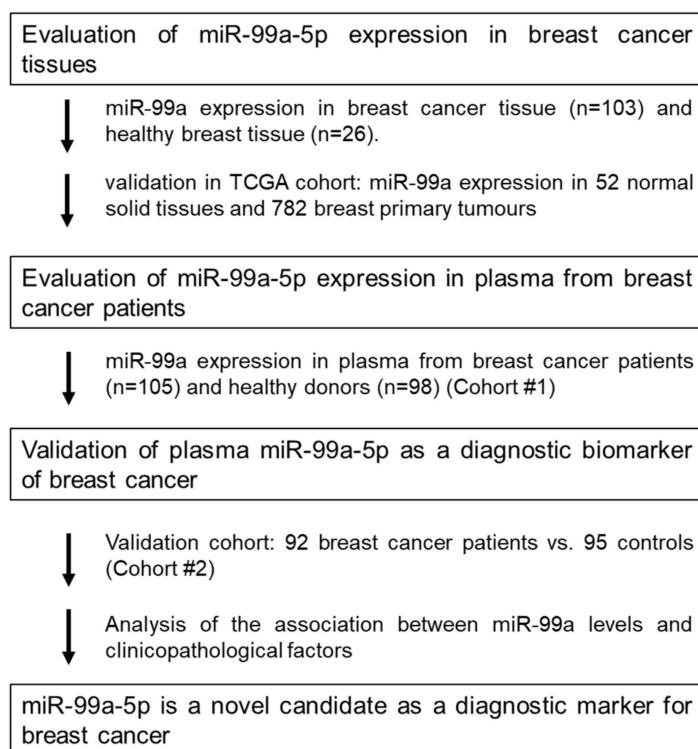 Evaluation of miR-99a-5p expression in breast cancer
tissues
miR-99a expression in breast cancer tissue (n=103) and
healthy breast tissue (n=26).
validation in TCGA cohort: miR-99a expression in 52 normal
solid tissues and 782 breast primary tumours
Evaluation of miR-99a-5p expression in plasma from breast
cancer patients
miR-99a expression in plasma from breast cancer patients
(n=105) and healthy donors (n=98) (Cohort #1)
Validation of plasma miR-99a-5p as a diagnostic biomarker
of breast cancer
Validation cohort: 92 breast cancer patients vs. 95 controls
(Cohort #2)
Analysis of the association between miR-99a levels and
clinicopathological factors
miR-99a-5p is a novel candidate as a diagnostic marker for
breast cancer